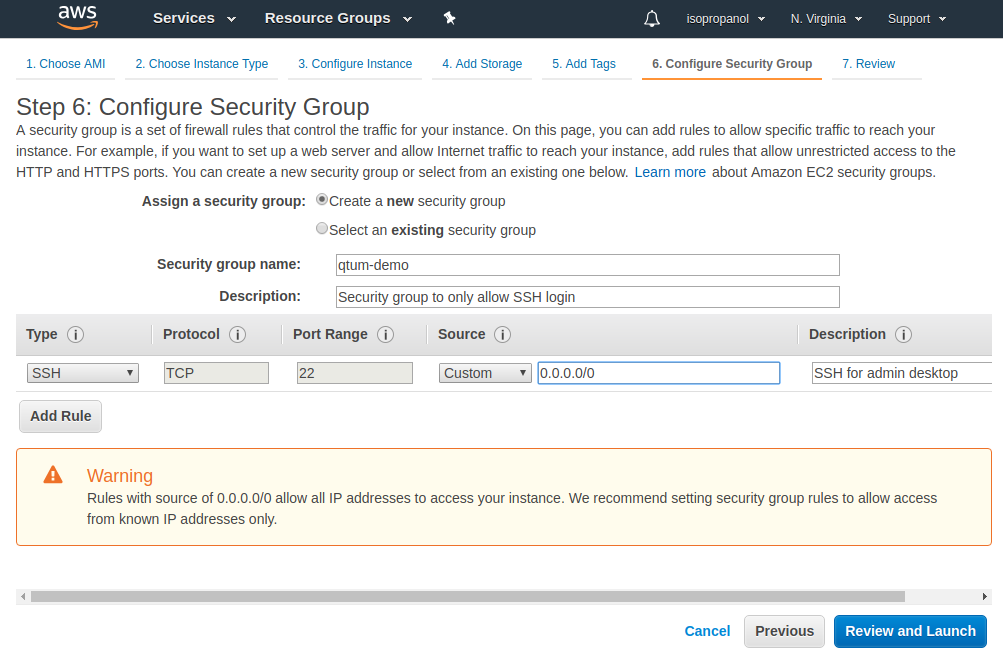 aws Services Resource Groups isopropanol N. Virginia Support
1. Choose AMI 2. Choose Instance Type 3. Configure Instance 4. Add Storage 5. Add Tags 6. Configure Security Group 7. Review
Step 6: Configure Security Group
A security group is a set of firewall rules that control the traffic for your instance. On this page, you can add rules to allow specific traffic to reach your
instance. For example, if you want to set up a web server and allow Internet traffic to reach your instance, add rules that allow unrestricted access to the
HTTP and HTTPS ports. You can create a new security group or select from an existing one below. Learn more about Amazon EC2 security groups.
Assign a security group: Create a new security group
Select an existing security group
Security group name: qtum-demo
Description: Security group to only allow SSH login
Type i Protocol i Port Range i Source i Description i
SSH TCP 22 Custom 0.0.0.0/0 SSH for admin desktop
Add Rule
Warning
Rules with source of 0.0.0.0/0 allow all IP addresses to access your instance. We recommend setting security group rules to allow access
from known IP addresses only.
Cancel Previous Review and Launch